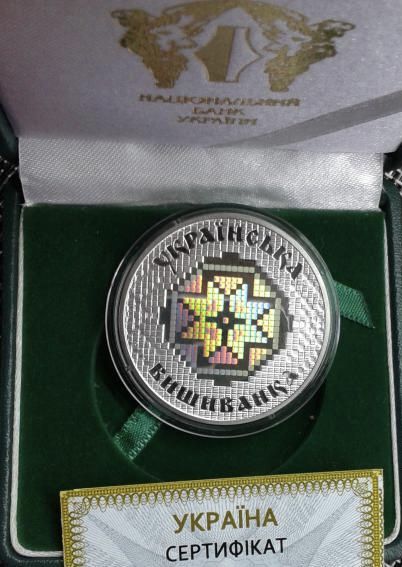 НАЦІОНАЛЬНИЙ
БАНК
УКРАЇНИ
УКРАЇНСЬКА
ВИШИВАНКА
УКРАЇНА
СЕРТИФІКАТ